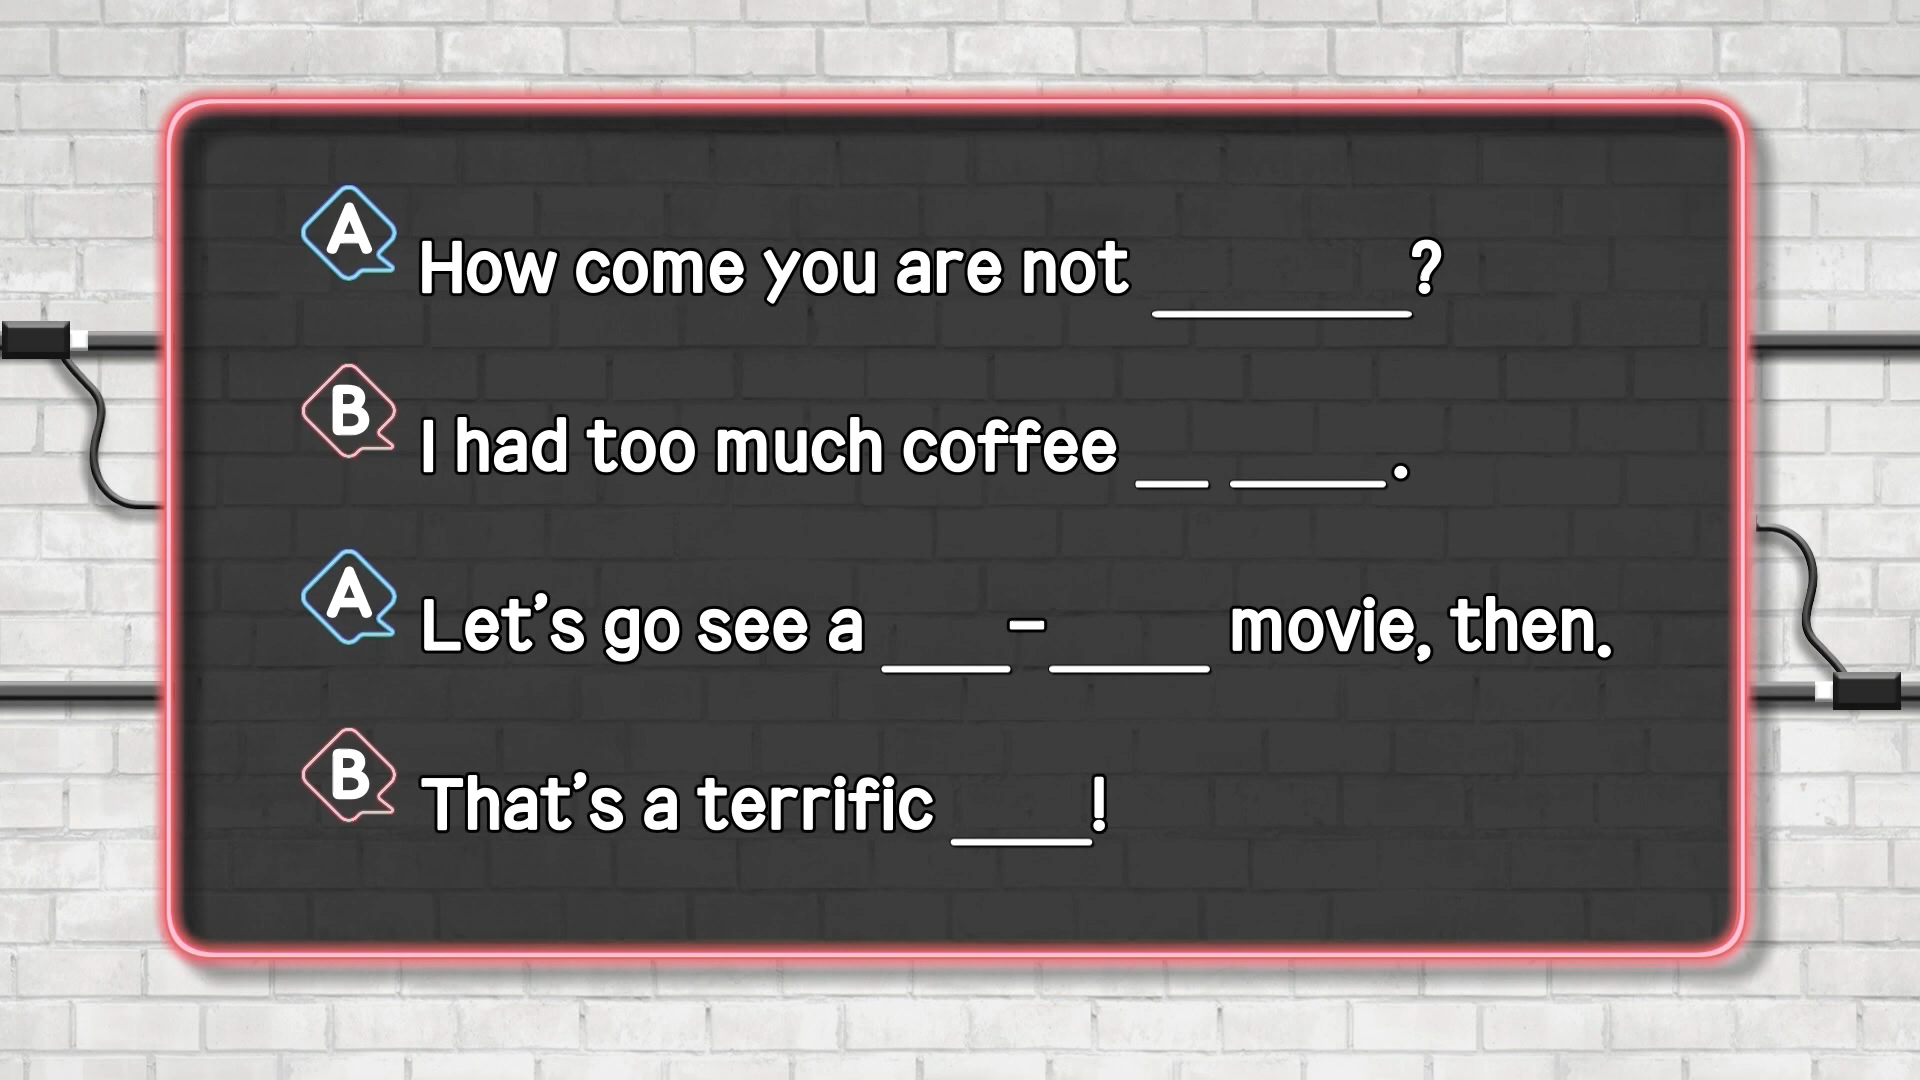 A How come you are not ________?
B I had too much coffee __ _____.
A Let's go see a ____-_____ movie, then.
B That's a terrific ____!